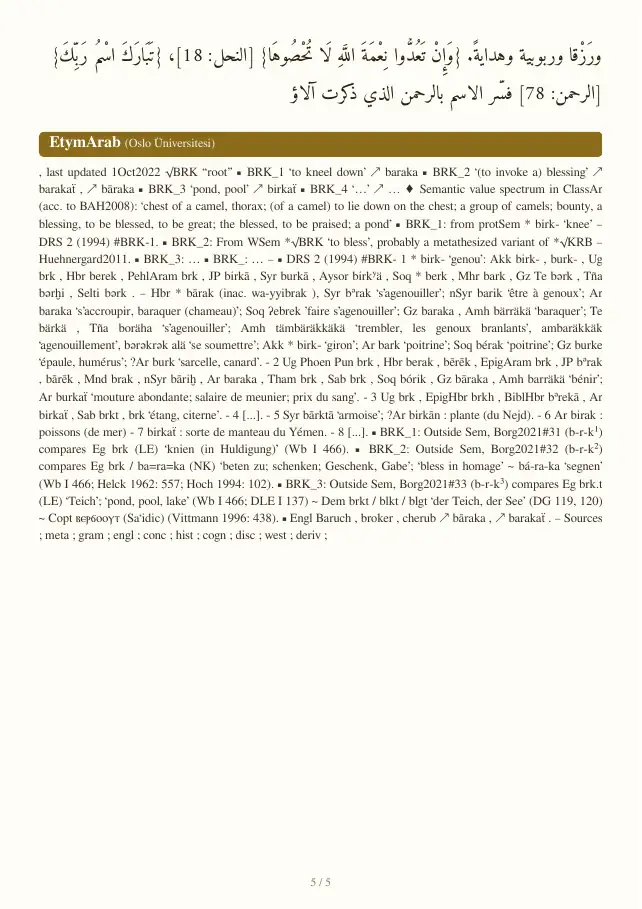 ورَزْقا وربوبية وهدايةً. {وَإِنْ تَعُدُّوا نِعْمَةَ اللَّهِ لَا تُحْصُوهَا} [النحل: 18]، {تَبَارَكَ اسْمُ رَبِّكَ}
[الرحمن: 78] فسّر الاسم بالرحمن الذي ذكرت آلاؤ
EtymArab (Oslo Üniversitesi)
, last updated 1Oct2022 √BRK “root” ▪ BRK_1 ‘to kneel down’ ↗ baraka ▪ BRK_2 ‘(to invoke a) blessing’ ↗
barakaẗ , ↗ bāraka ▪ BRK_3 ‘pond, pool’ ↗ birkaẗ ▪ BRK_4 ‘…’ ↗ … ♦ Semantic value spectrum in ClassAr
(acc. to BAH2008): ‘chest of a camel, thorax; (of a camel) to lie down on the chest; a group of camels; bounty, a
blessing, to be blessed, to be great; the blessed, to be praised; a pond’ ▪ BRK_1: from protSem * birk- ‘knee’ –
DRS 2 (1994) #BRK-1. ▪ BRK_2: From WSem *√BRK ‘to bless’, probably a metathesized variant of *√KRB –
Huehnergard2011. ▪ BRK_3: … ▪ BRK_: … – ▪ DRS 2 (1994) #BRK- 1 * birk- ‘genou’: Akk birk- , burk- , Ug
brk , Hbr berek , PehlAram brk , JP birkā , Syr burkā , Aysor birkʸā , Soq * berk , Mhr bark , Gz Te bərk , Tña
bərḫi , Selti bərk . – Hbr * bārak (inac. wa-yyibrak ), Syr bᵊrak ‘s’agenouiller’; nSyr barik ‘être à genoux’; Ar
baraka ‘s’accroupir, baraquer (chameau)’; Soq ʔebrek ’faire s’agenouiller’; Gz baraka , Amh bärräkä ‘baraquer’; Te
bärkä , Tña boräha ‘s’agenouiller’; Amh tämbäräkkäkä ‘trembler, les genoux branlants’, ambaräkkäk
‘agenouillement’, bərəkrək alä ‘se soumettre’; Akk * birk- ‘giron’; Ar bark ‘poitrine’; Soq bérak ‘poitrine’; Gz burke
‘épaule, humérus’; ?Ar burk ‘sarcelle, canard’. - 2 Ug Phoen Pun brk , Hbr berak , bērēk , EpigAram brk , JP bᵊrak
, bārēk , Mnd brak , nSyr bāriḫ , Ar baraka , Tham brk , Sab brk , Soq bórik , Gz bāraka , Amh barräkä ‘bénir’;
Ar burkaẗ ‘mouture abondante; salaire de meunier; prix du sang’. - 3 Ug brk , EpigHbr brkh , BiblHbr bᵊrekā , Ar
birkaẗ , Sab brkt , brk ‘étang, citerne’. - 4 [...]. - 5 Syr bārktā ‘armoise’; ?Ar birkān : plante (du Nejd). - 6 Ar birak :
poissons (de mer) - 7 birkaẗ : sorte de manteau du Yémen. - 8 [...]. ▪ BRK_1: Outside Sem, Borg2021#31 (b-r-k¹)
compares Eg brk (LE) ‘knien (in Huldigung)’ (Wb I 466). ▪ BRK_2: Outside Sem, Borg2021#32 (b-r-k²)
compares Eg brk / ba=ra=ka (NK) ‘beten zu; schenken; Geschenk, Gabe’; ‘bless in homage’ ~ bá-ra-ka ‘segnen’
(Wb I 466; Helck 1962: 557; Hoch 1994: 102). ▪ BRK_3: Outside Sem, Borg2021#33 (b-r-k³) compares Eg brk.t
(LE) ‘Teich’; ‘pond, pool, lake’ (Wb I 466; DLE I 137) ~ Dem brkt / blkt / blgt ‘der Teich, der See’ (DG 119, 120)
~ Copt ʙᴇρϭοογτ (Sa‘idic) (Vittmann 1996: 438). ▪ Engl Baruch , broker , cherub ↗ bāraka , ↗ barakaẗ . – Sources
; meta ; gram ; engl ; conc ; hist ; cogn ; disc ; west ; deriv ;
5 / 5